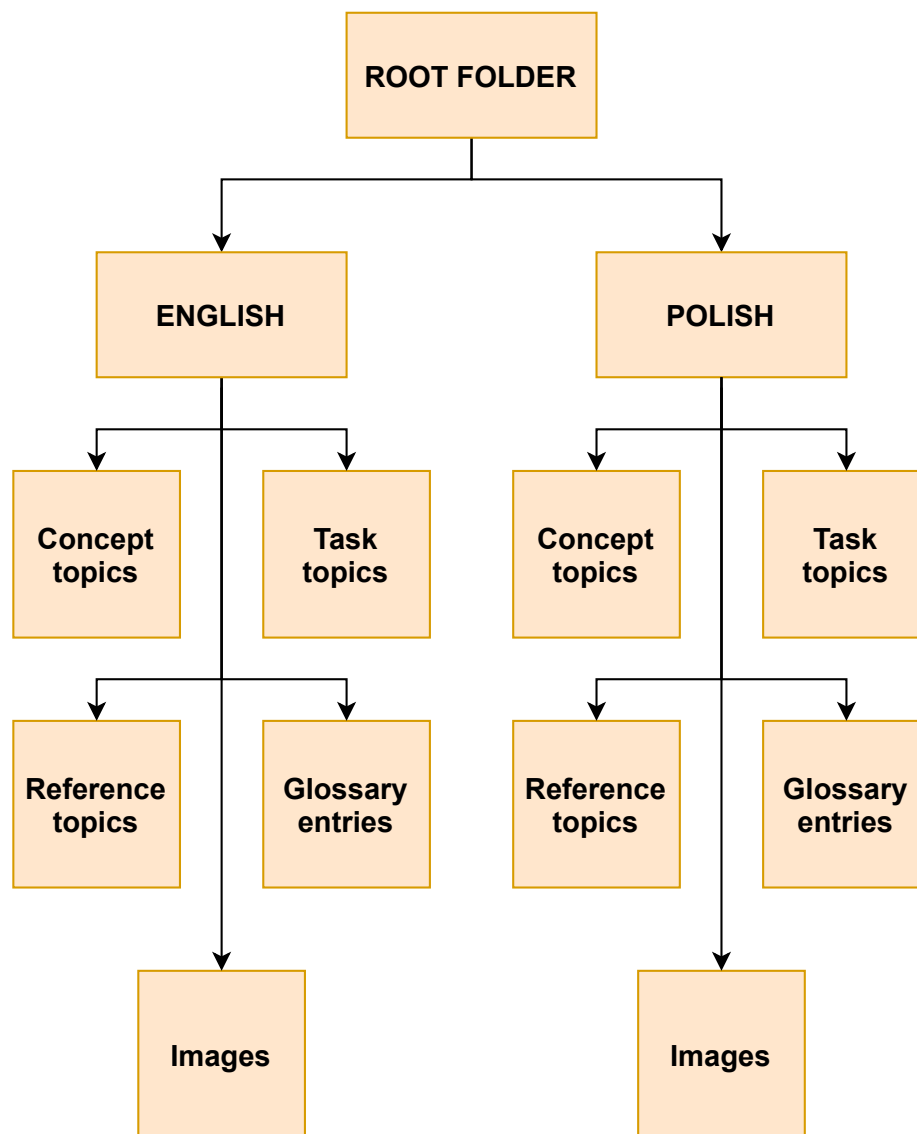 ROOT FOLDER
ENGLISH
POLISH
Concept
topics
Task
topics
Concept
topics
Task
topics
Reference
topics
Glossary
entries
Reference
topics
Glossary
entries
Images
Images